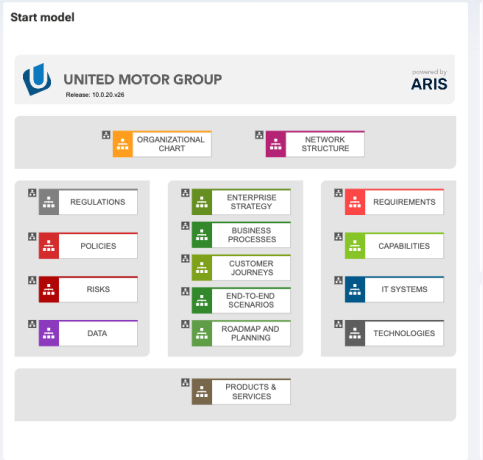 Start model
UNITED MOTOR GROUP
Release: 10.0.20.v26
powered by
ARIS
ORGANIZATIONAL
CHART
NETWORK
STRUCTURE
REGULATIONS
POLICIES
RISKS
DATA
ENTERPRISE
STRATEGY
BUSINESS
PROCESSES
CUSTOMER
JOURNEYS
END-TO-END
SCENARIOS
ROADMAP AND
PLANNING
REQUIREMENTS
CAPABILITIES
IT SYSTEMS
TECHNOLOGIES
PRODUCTS &
SERVICES